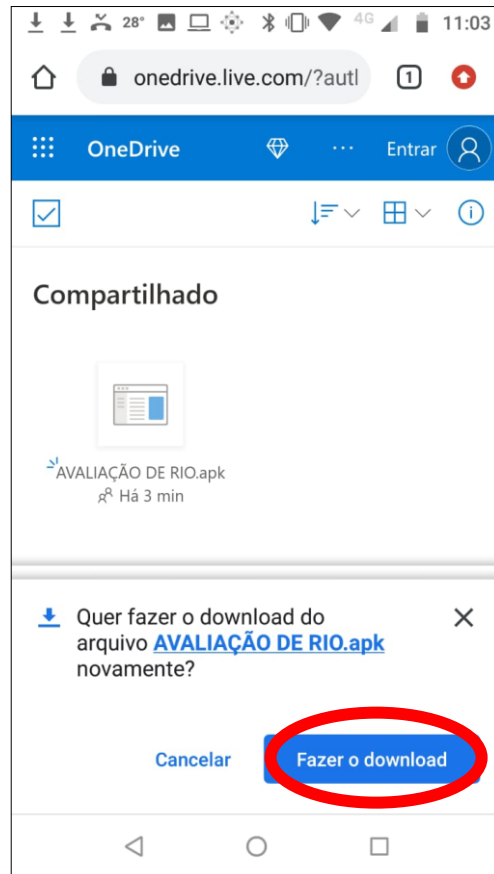 28° 4G 11:03
onedrive.live.com/?autl 1
OneDrive ... Entrar
Compartilhado
AVALIAÇÃO DE RIO.apk
Há 3 min
Quer fazer o download do
arquivo AVALIAÇÃO DE RIO.apk
novamente?
Cancelar Fazer o download